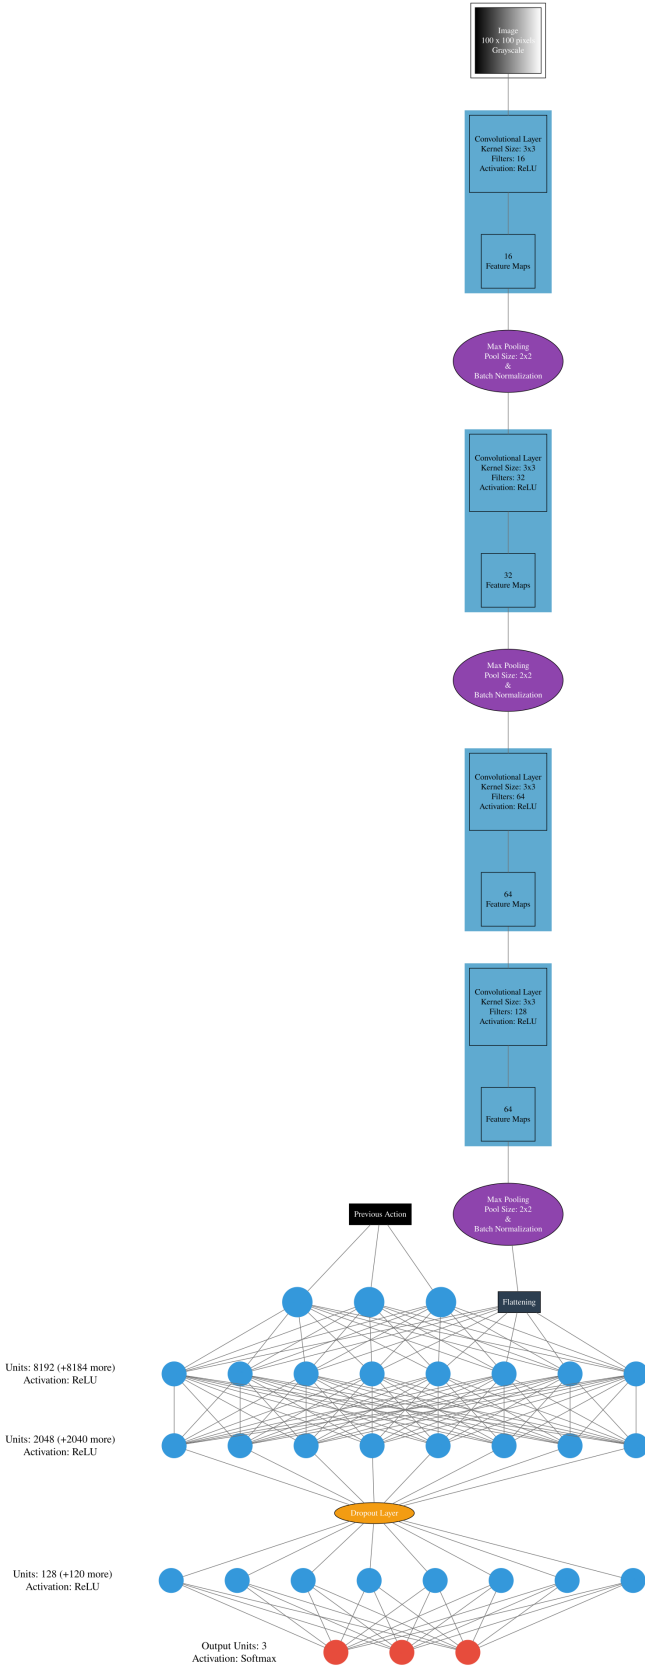 Image
100 x 100 pixels
Grayscale
Convolutional Layer
Kernel Size: 3x3
Filters: 16
Activation: ReLU
16
Feature Maps
Max Pooling
Pool Size: 2x2
&
Batch Normalization
Convolutional Layer
Kernel Size: 3x3
Filters: 32
Activation: ReLU
32
Feature Maps
Max Pooling
Pool Size: 2x2
&
Batch Normalization
Convolutional Layer
Kernel Size: 3x3
Filters: 64
Activation: ReLU
64
Feature Maps
Convolutional Layer
Kernel Size: 3x3
Filters: 128
Activation: ReLU
64
Feature Maps
Max Pooling
Pool Size: 2x2
&
Batch Normalization
Previous Action
Flattening
Units: 8192 (+8184 more)
Activation: ReLU
Units: 2048 (+2040 more)
Activation: ReLU
Dropout Layer
Units: 128 (+120 more)
Activation: ReLU
Output Units: 3
Activation: Softmax